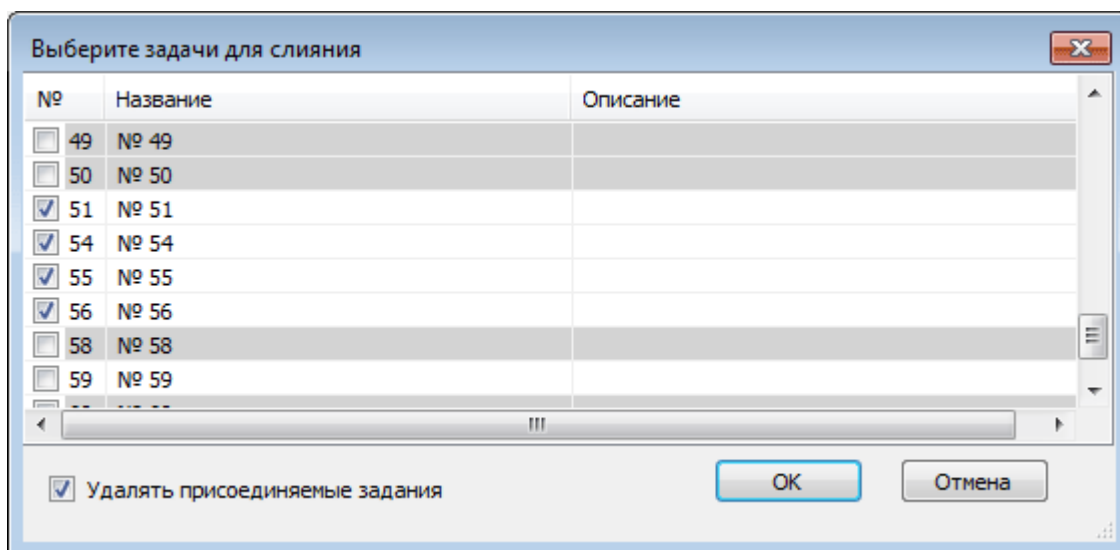 Выберите задачи для слияния
№ Название Описание
49 № 49
50 № 50
51 № 51
54 № 54
55 № 55
56 № 56
58 № 58
59 № 59
Удалять присоединяемые задания OK Отмена